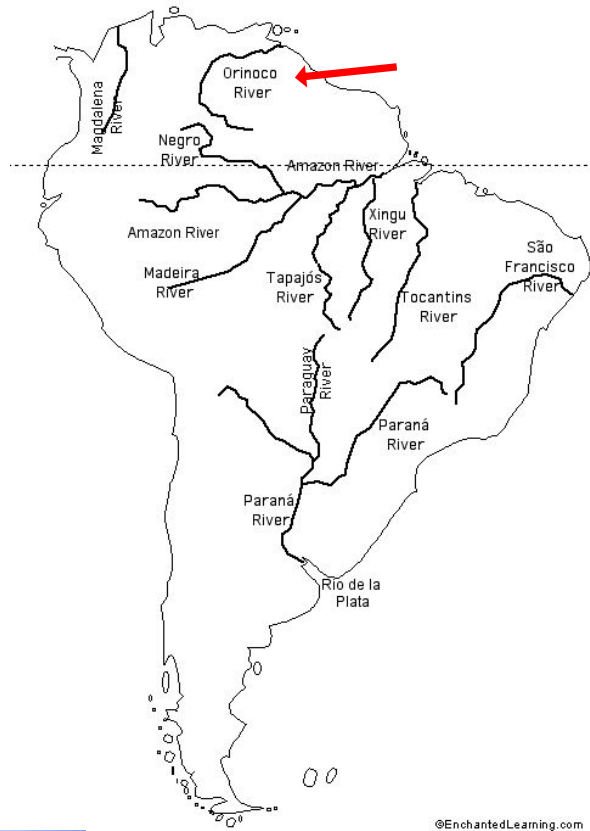 Orinoco
River
Magdalena
River
Negro
River
Amazon River
Xingu
River
Amazon River
São
Francisco
River
Madeira
River
Tapajós
River
Tocantins
River
Paraguay
River
Paraná
River
Paraná
River
Rio de la
Plata
©EnchantedLearning.com